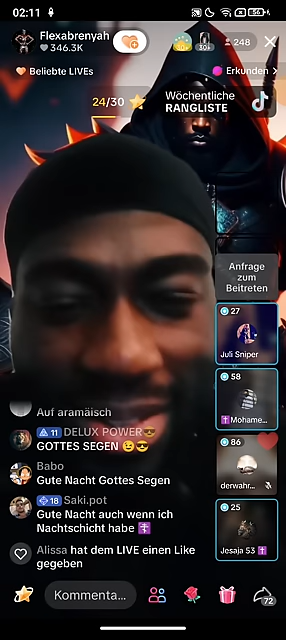 02:11
56
Flexabrenyah
346.3K
30+
248
Beliebte LIVEs
Erkunden
24/30
Wöchentliche
RANGLISTE
Anfrage
zum
Beitreten
27
Juli Sniper
58
Mohame...
86
derwahr...
25
Jesaja 53
Auf aramäisch
11 DELUX POWER😎
GOTTES SEGEN 😉😎
Babo
Gute Nacht Gottes Segen
18 Saki.pot
Gute Nacht auch wenn ich
Nachtschicht habe ✝️
Alissa hat dem LIVE einen Like
gegeben
Kommenta...
72